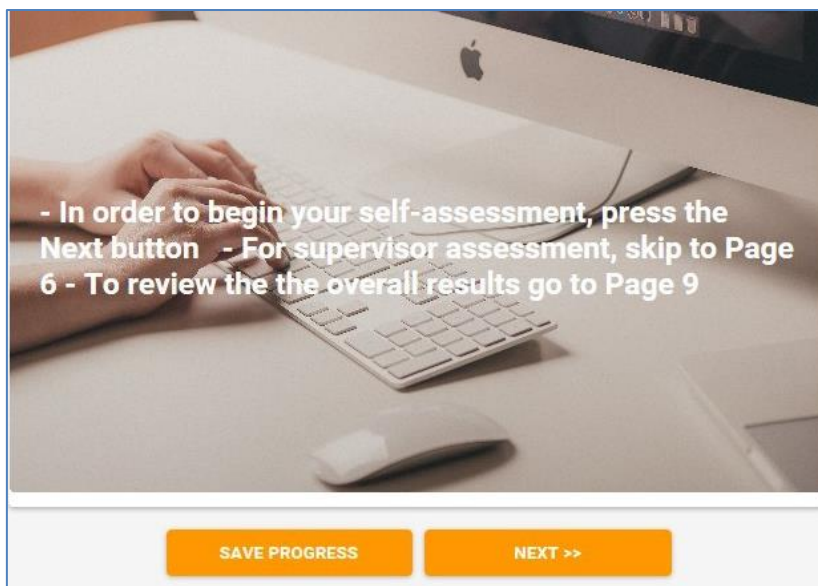 - In order to begin your self-assessment, press the
Next button - For supervisor assessment, skip to Page
6 - To review the the overall results go to Page 9
SAVE PROGRESS
NEXT >>